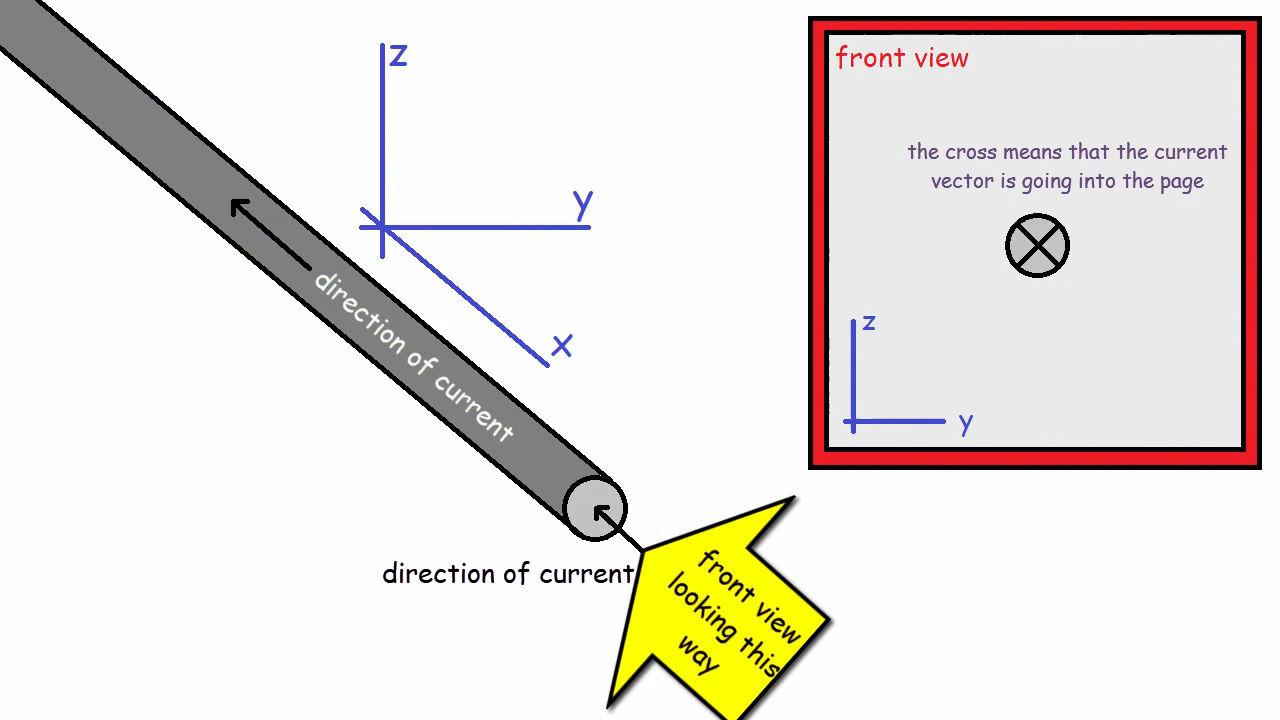 z
y
x
direction of current
direction of current
front view
looking this
way
front view
the cross means that the current
vector is going into the page
z
y